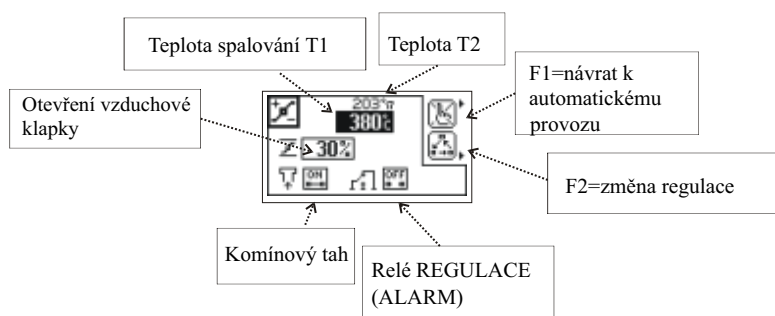 Teplota spalování T1
Teplota T2
F1=návrat k
automatickému
provozu
Otevření vzduchové
klapky
203°
380°c
30%
ON
OFF
F2=změna regulace
Komínový tah
Relé REGULACE
(ALARM)